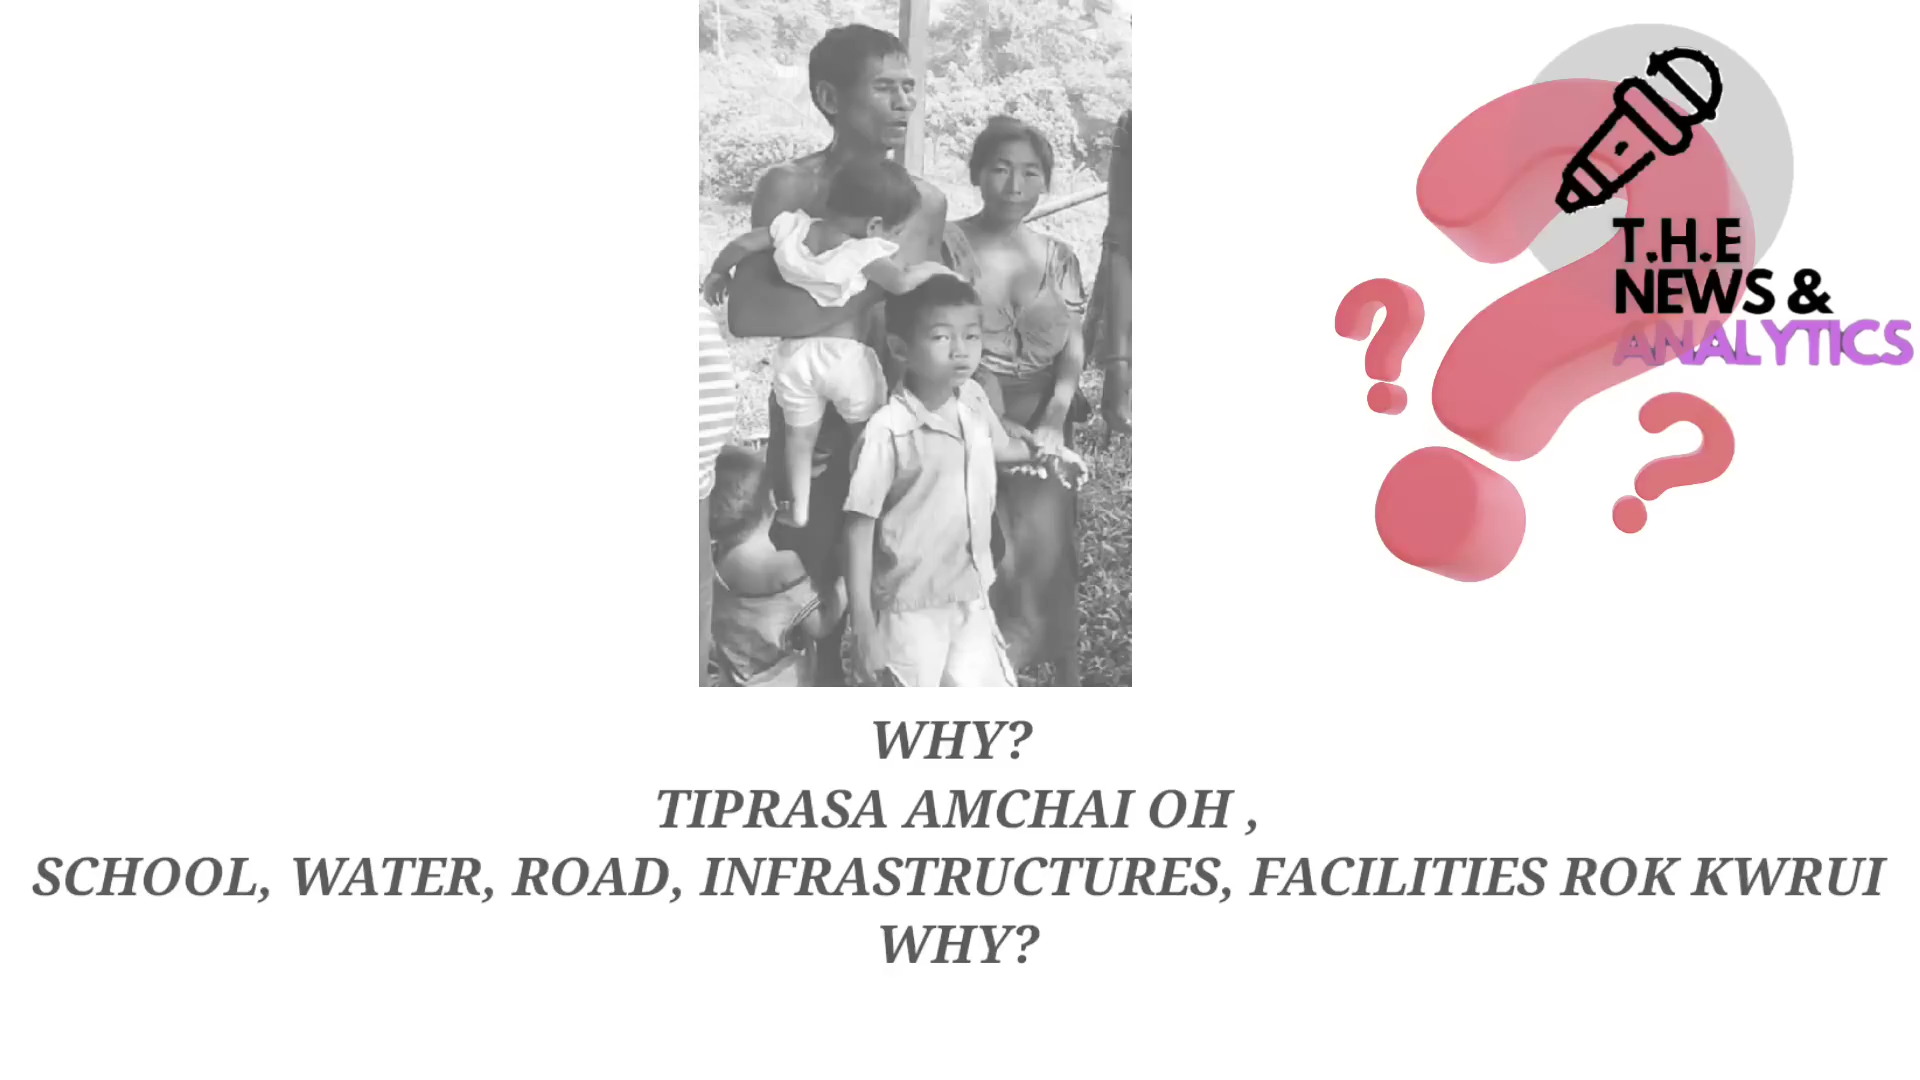 T.H.E
NEWS &
ANALYTICS
WHY?
TIPRASA AMCHAI OH ,
SCHOOL, WATER, ROAD, INFRASTRUCTURES, FACILITIES ROK KWRUI
WHY?